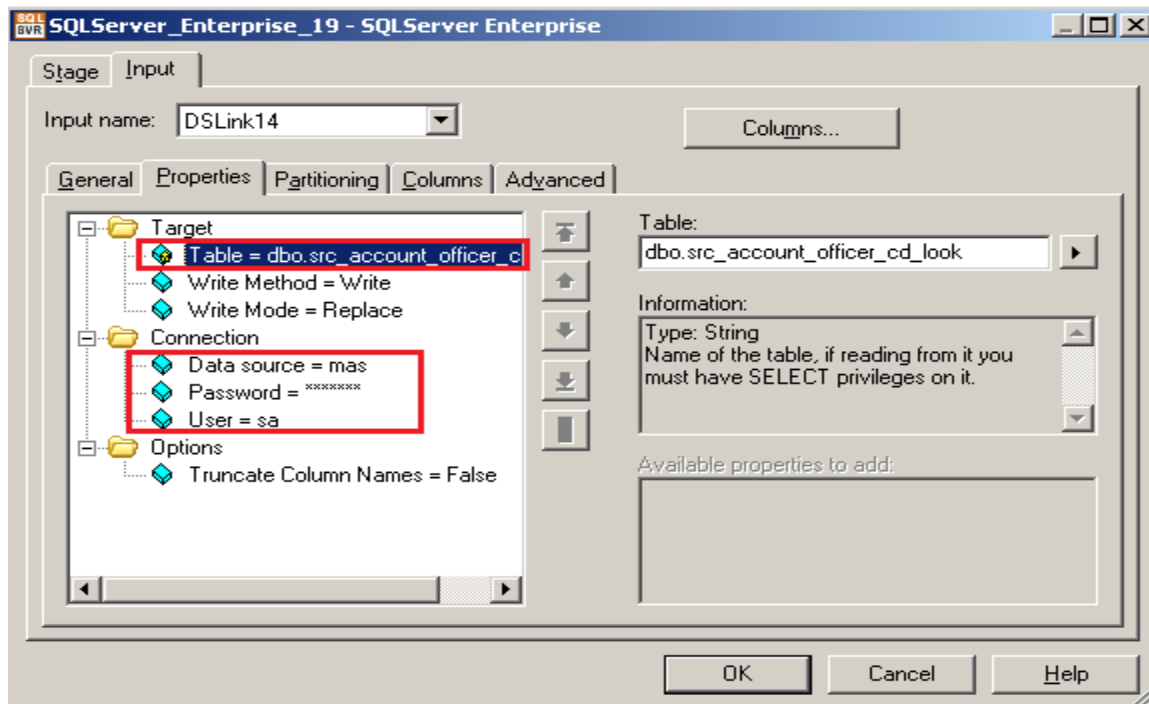 SQL SVR SQLServer_Enterprise_19 - SQLServer Enterprise
Stage Input
Input name: DSLink14 Columns...
General Properties Partitioning Columns Advanced
Target
Table = dbo.src_account_officer_c
Write Method = Write
Write Mode = Replace
Connection
Data source = mas
Password = *******
User = sa
Options
Truncate Column Names = False
Table:
dbo.src_account_officer_cd_look
Information:
Type: String
Name of the table, if reading from it you
must have SELECT privileges on it.
Available properties to add:
OK Cancel Help